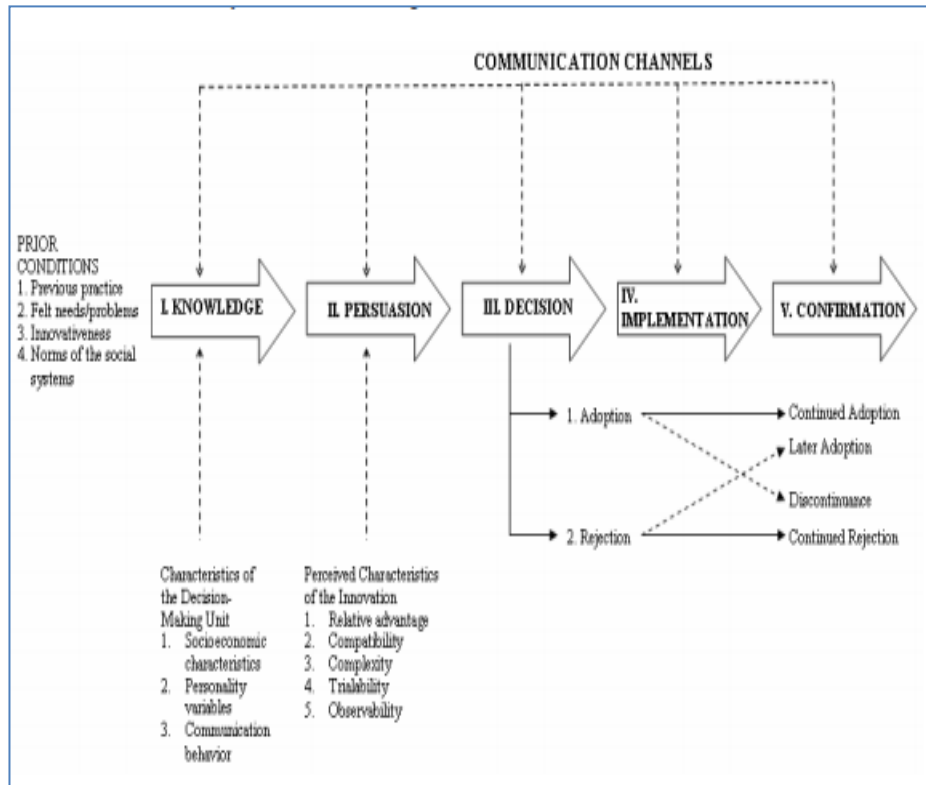 COMMUNICATION CHANNELS
PRIOR
CONDITIONS
1. Previous practice
2. Felt needs/problems
3. Innovativeness
4. Norms of the social
systems
I. KNOWLEDGE
II. PERSUASION
III. DECISION
IV.
IMPLEMENTATION
V. CONFIRMATION
1. Adoption
Continued Adoption
Later Adoption
Discontinuance
2. Rejection
Continued Rejection
Characteristics of
the Decision-
Making Unit
1. Socioeconomic
characteristics
2. Personality
variables
3. Communication
behavior
Perceived Characteristics
of the Innovation
1. Relative advantage
2. Compatibility
3. Complexity
4. Trialability
5. Observability